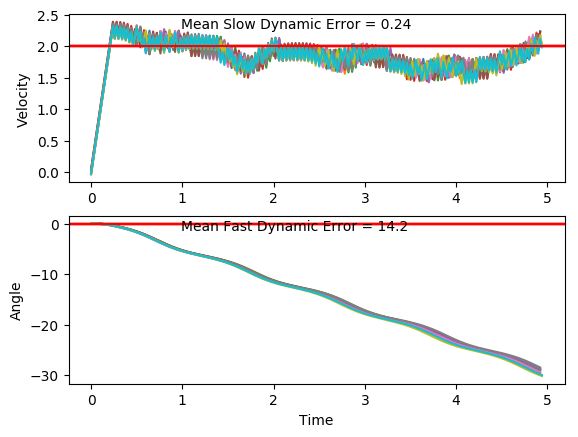 Mean Slow Dynamic Error = 0.24
2.5
2.0
1.5
1.0
0.5
0.0
Velocity
0 1 2 3 4 5
Mean Fast Dynamic Error = 14.2
0
−10
−20
−30
Angle
0 1 2 3 4 5
Time